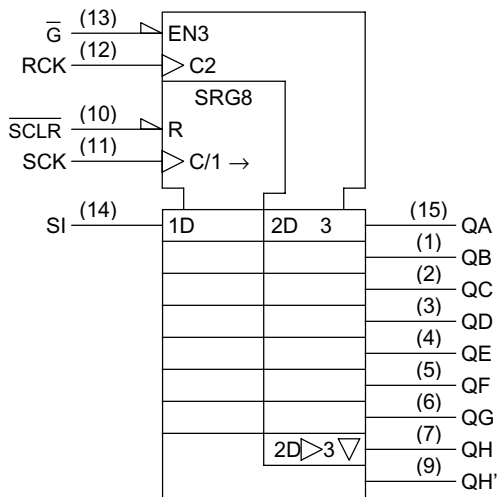 G̅ (13) EN3
RCK (12) C2
SRG8
S̅C̅L̅R̅ (10) R
SCK (11) C/1 →
SI (14) 1D 2D 3 (15) QA
(1) QB
(2) QC
(3) QD
(4) QE
(5) QF
(6) QG
2D▷3▽ (7) QH
(9) QH'